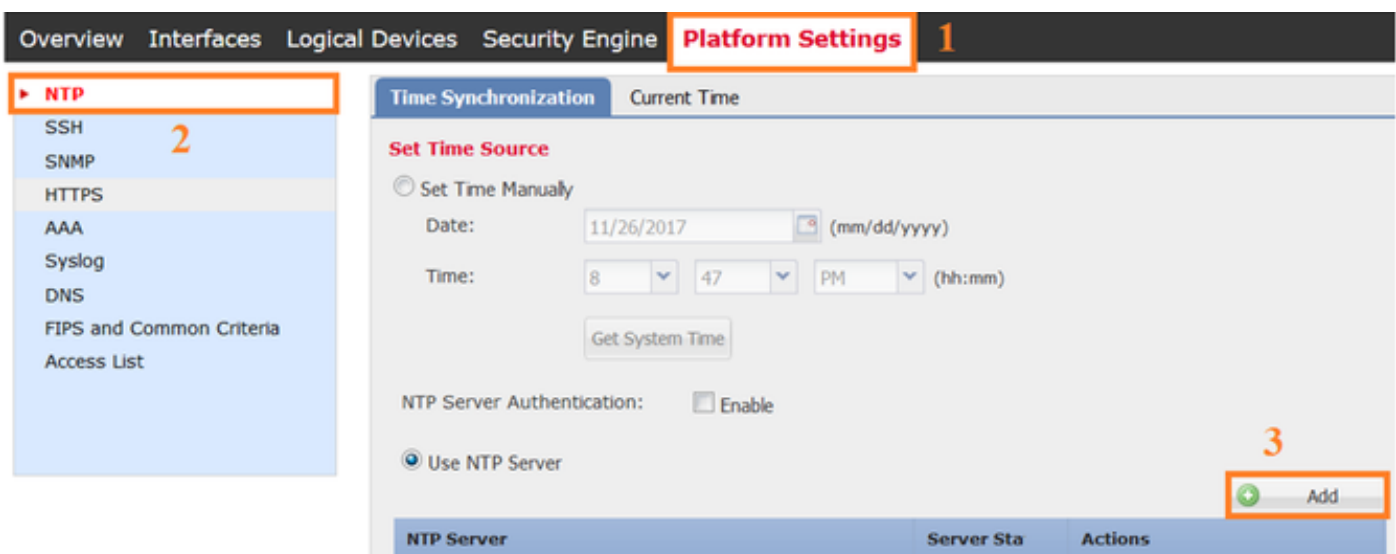 Overview Interfaces Logical Devices Security Engine Platform Settings 1
NTP
SSH
2
SNMP
HTTPS
AAA
Syslog
DNS
FIPS and Common Criteria
Access List
Time Synchronization Current Time
Set Time Source
Set Time Manually
Date: 11/26/2017 (mm/dd/yyyy)
Time: 8 47 PM (hh:mm)
Get System Time
NTP Server Authentication: Enable
Use NTP Server
3
Add
NTP Server Server Sta Actions